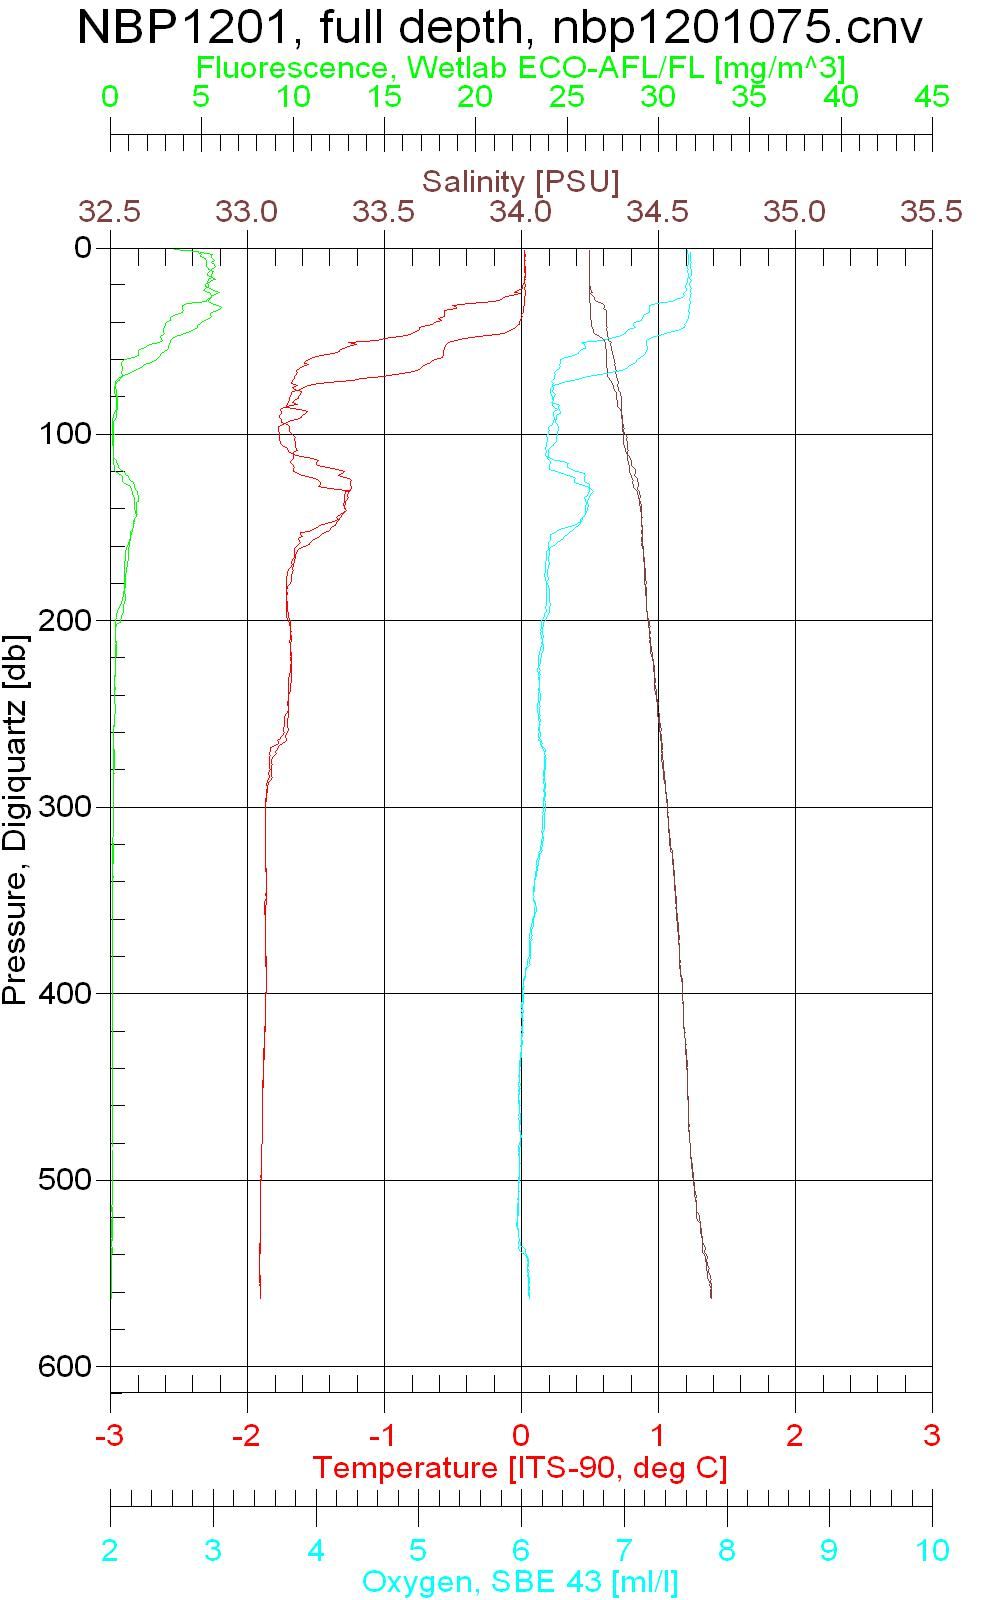 NBP1201, full depth, nbp1201075.cnv
Fluorescence, Wetlab ECO-AFL/FL [mg/m^3]
0 5 10 15 20 25 30 35 40 45
Salinity [PSU]
32.5 33.0 33.5 34.0 34.5 35.0 35.5
Pressure, Digiquartz [db]
0
100
200
300
400
500
600
-3 -2 -1 0 1 2 3
Temperature [ITS-90, deg C]
2 3 4 5 6 7 8 9 10
Oxygen, SBE 43 [ml/l]